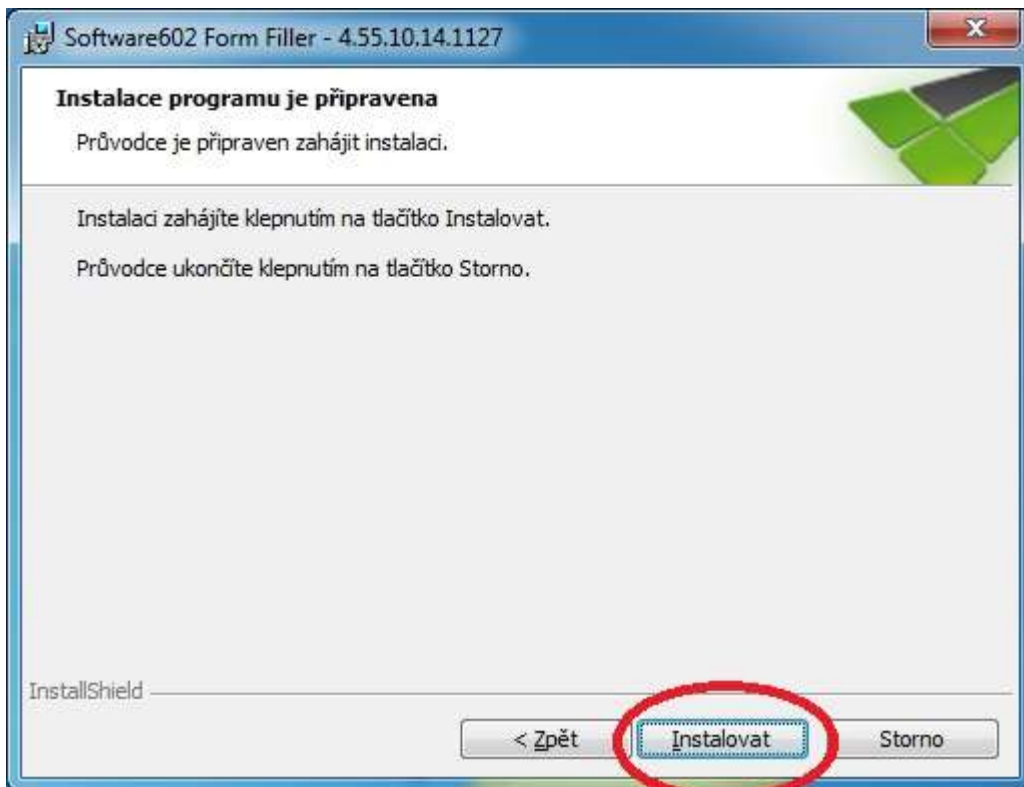 Software602 Form Filler - 4.55.10.14.1127
Instalace programu je připravena
Průvodce je připraven zahájit instalaci.
Instalaci zahájíte klepnutím na tlačítko Instalovat.
Průvodce ukončíte klepnutím na tlačítko Storno.
InstallShield
< Zpět Instalovat Storno